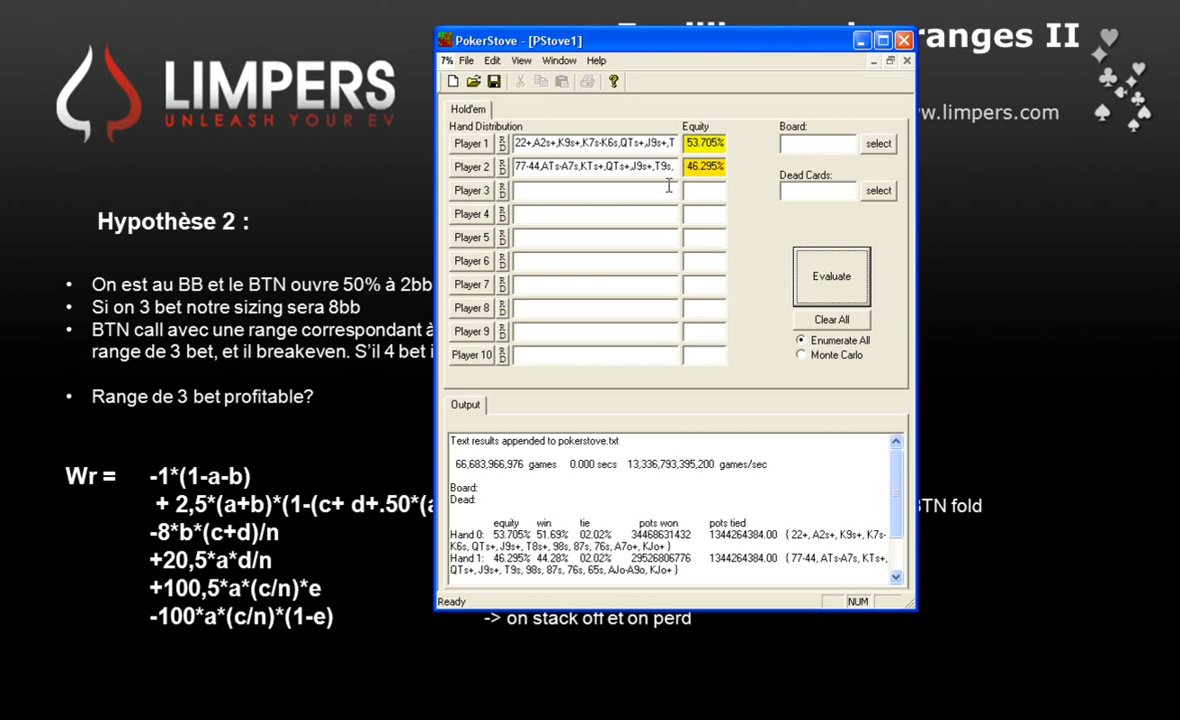 ranges II
LIMPERS
UNLEASH YOUR EV
w.limpers.com
Hypothèse 2 :
• On est au BB et le BTN ouvre 50% à 2bb
• Si on 3 bet notre sizing sera 8bb
• BTN call avec une range correspondant à
range de 3 bet, et il breakeven. S'il 4 bet i
• Range de 3 bet profitable?
Wr = -1*(1-a-b)
+ 2,5*(a+b)*(1-(c+ d+.50*(a
TN fold
-8*b*(c+d)/n
+20,5*a*d/n
+100,5*a*(c/n)*e
-100*a*(c/n)*(1-e)
-> on stack off et on perd
PokerStove - [PStove1]
File Edit View Window Help
Hold'em
Hand Distribution Equity Board:
Player 1 22+,A2s+,K9s+,K7s-K6s,QTs+,J9s+,T 53.705% select
Player 2 77-44,ATs-A7s,KTs+,QTs+,J9s+,T9s, 46.295%
Dead Cards:
Player 3 select
Player 4
Player 5
Player 6 Evaluate
Player 7
Player 8 Clear All
Player 9 Enumerate All
Player 10 Monte Carlo
Output
Text results appended to pokerstove.txt
66,683,966,976 games 0.000 secs 13,336,793,395,200 games/sec
Board:
Dead:
equity win tie pots won pots tied
Hand 0: 53.705% 51.69% 02.02% 34468631432 1344264384.00 { 22+, A2s+, K9s+, K7s-
K6s, QTs+, J9s+, T8s+, 98s, 87s, 76s, A7o+, KJo+ }
Hand 1: 46.295% 44.28% 02.02% 29526806776 1344264384.00 { 77-44, ATs-A7s, KTs+,
QTs+, J9s+, T9s, 98s, 87s, 76s, 65s, AJo-A9o, KJo+ }
Ready NUM